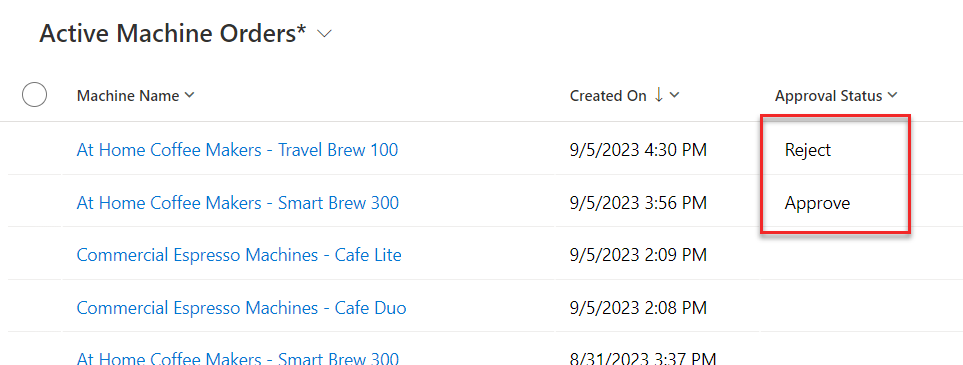 Active Machine Orders*
Machine Name Created On Approval Status
At Home Coffee Makers - Travel Brew 100 9/5/2023 4:30 PM Reject
At Home Coffee Makers - Smart Brew 300 9/5/2023 3:56 PM Approve
Commercial Espresso Machines - Cafe Lite 9/5/2023 2:09 PM
Commercial Espresso Machines - Cafe Duo 9/5/2023 2:08 PM
At Home Coffee Makers - Smart Brew 300 8/31/2023 3:37 PM